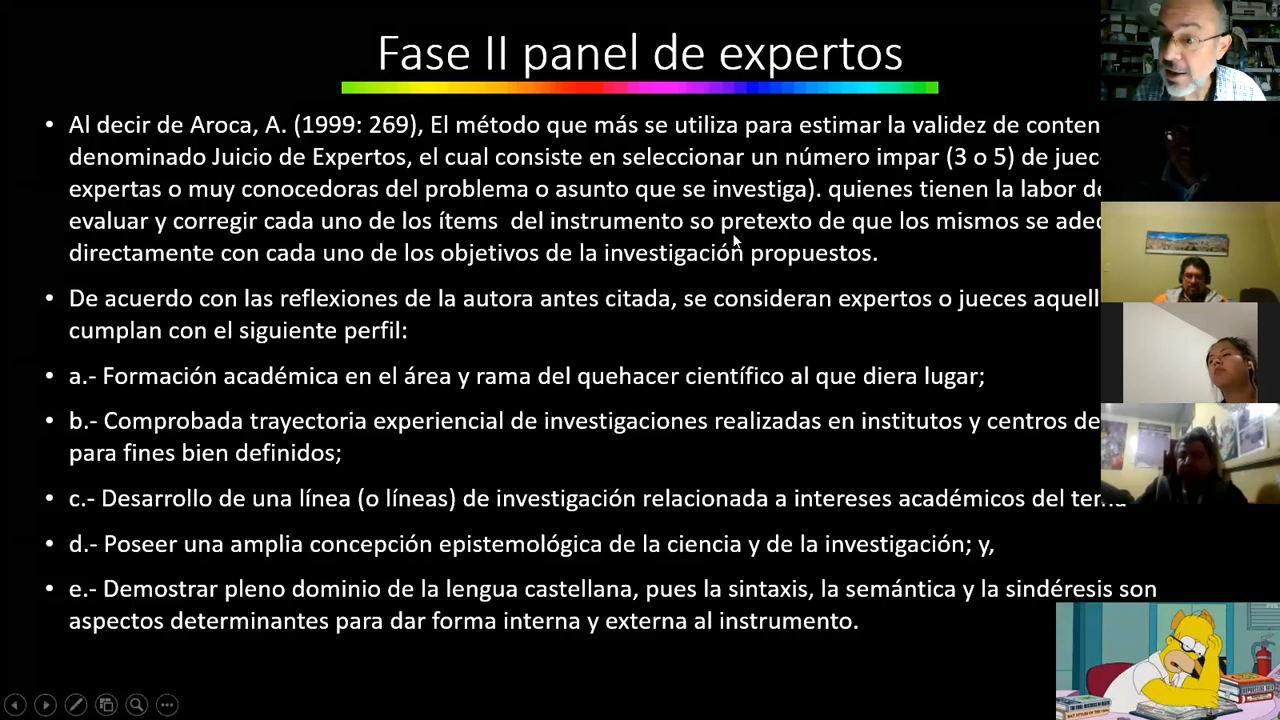 Fase II panel de expertos
• Al decir de Aroca, A. (1999: 269), El método que más se utiliza para estimar la validez de conten
denominado Juicio de Expertos, el cual consiste en seleccionar un número impar (3 o 5) de juec
expertas o muy conocedoras del problema o asunto que se investiga). quienes tienen la labor de
evaluar y corregir cada uno de los ítems del instrumento so pretexto de que los mismos se adec
directamente con cada uno de los objetivos de la investigación propuestos.
• De acuerdo con las reflexiones de la autora antes citada, se consideran expertos o jueces aquell
cumplan con el siguiente perfil:
• a.- Formación académica en el área y rama del quehacer científico al que diera lugar;
• b.- Comprobada trayectoria experiencial de investigaciones realizadas en institutos y centros de
para fines bien definidos;
• c.- Desarrollo de una línea (o líneas) de investigación relacionada a intereses académicos del tema
• d.- Poseer una amplia concepción epistemológica de la ciencia y de la investigación; y,
• e.- Demostrar pleno dominio de la lengua castellana, pues la sintaxis, la semántica y la sindéresis son
aspectos determinantes para dar forma interna y externa al instrumento.